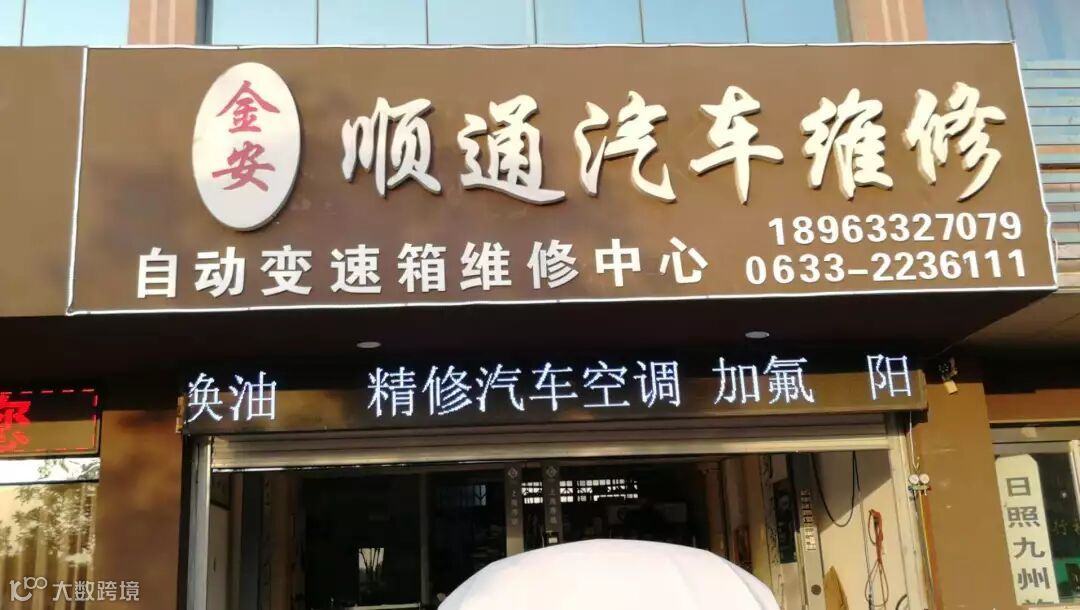 金安
顺通汽车维修
18963327079
自动变速箱维修中心
0633-2236111
换油 精修汽车空调 加氟 阳
您
日照九州
大数跨境